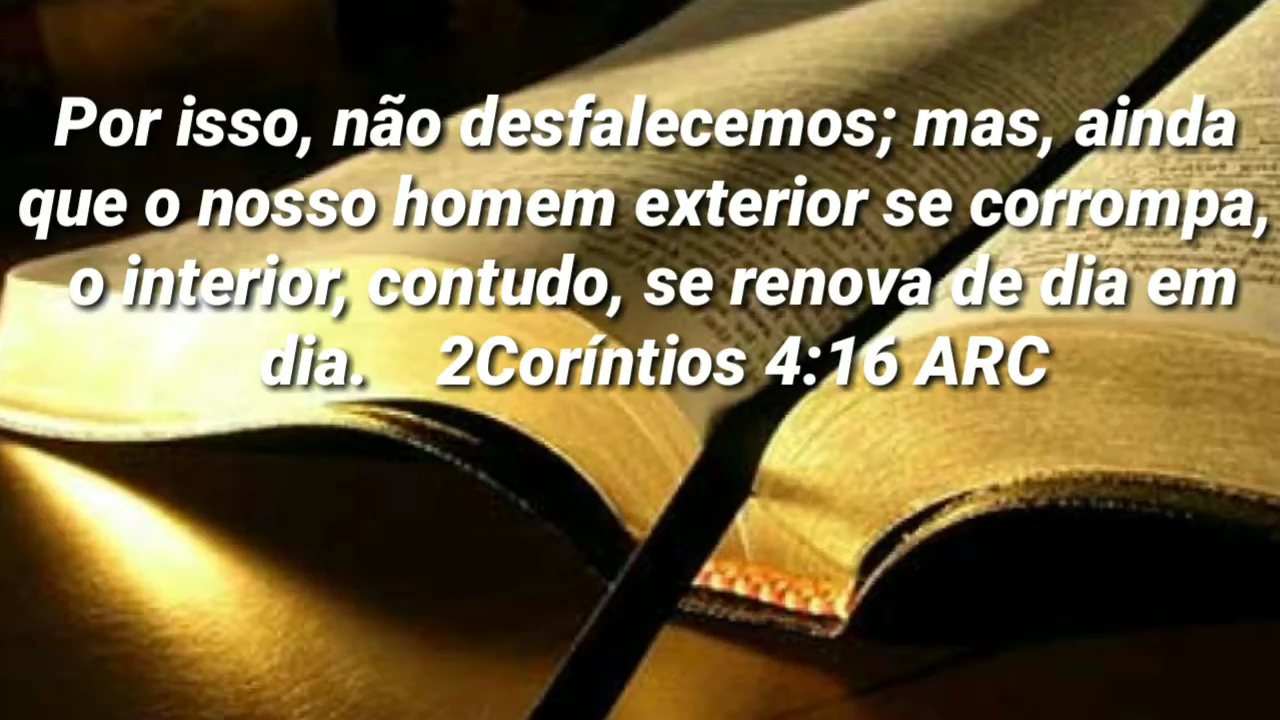 Por isso, não desfalecemos; mas, ainda
que o nosso homem exterior se corrompa,
o interior, contudo, se renova de dia em
dia. 2Coríntios 4:16 ARC